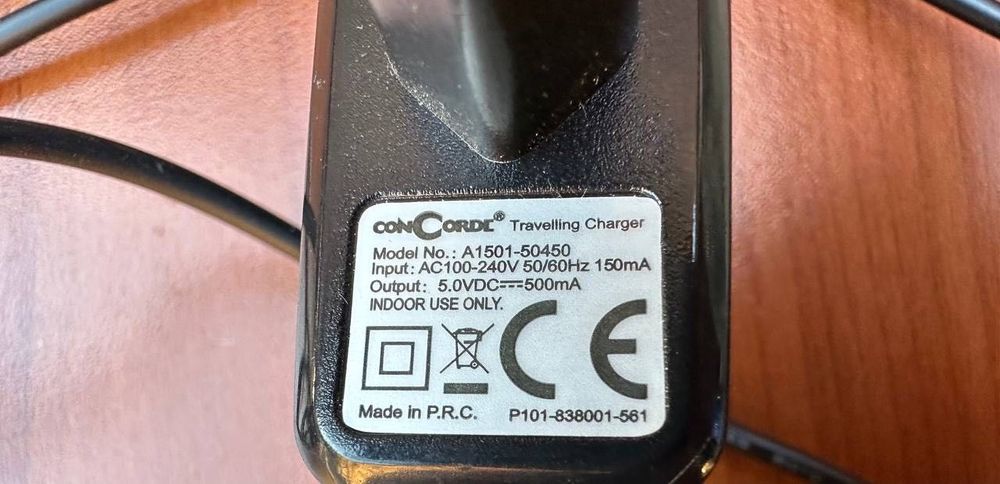 conCorde® Travelling Charger
Model No.: A1501-50450
Input: AC100-240V 50/60Hz 150mA
Output: 5.0VDC⎓500mA
INDOOR USE ONLY.
CE
Made in P.R.C. P101-838001-561